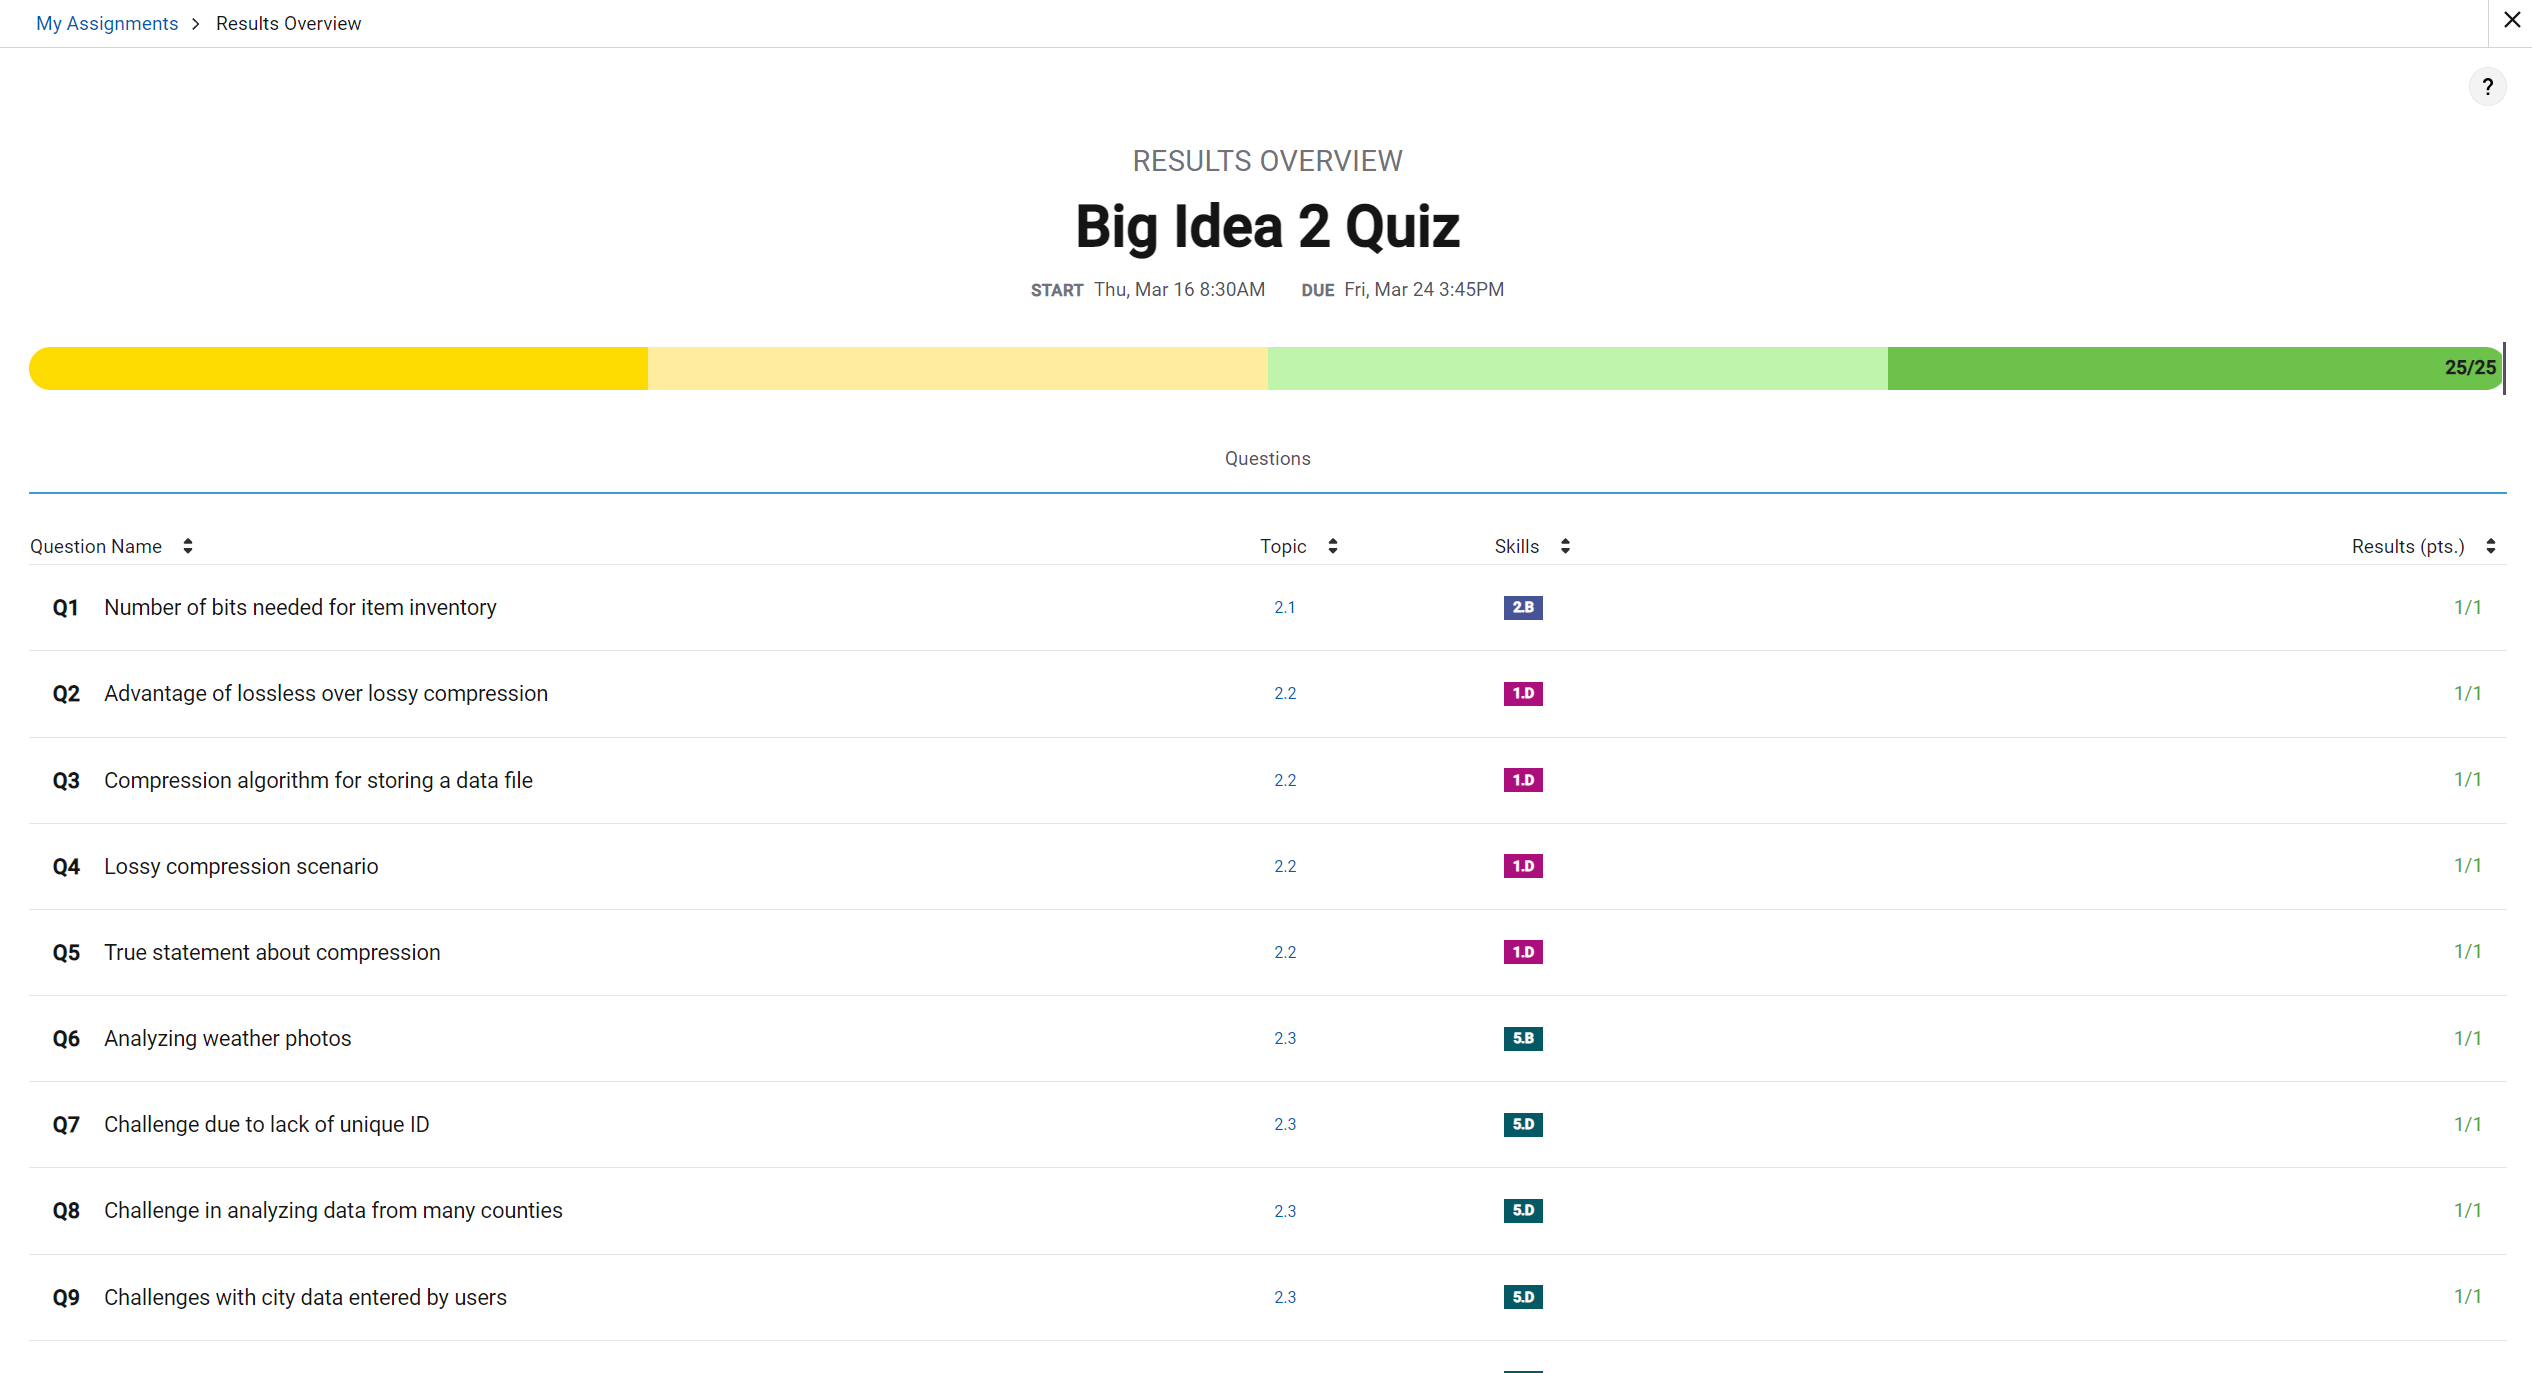 My Assignments > Results Overview
?
RESULTS OVERVIEW
Big Idea 2 Quiz
START Thu, Mar 16 8:30AM DUE Fri, Mar 24 3:45PM
25/25
Questions
Question Name Topic Skills Results (pts.)
Q1 Number of bits needed for item inventory 2.1 2.B 1/1
Q2 Advantage of lossless over lossy compression 2.2 1.D 1/1
Q3 Compression algorithm for storing a data file 2.2 1.D 1/1
Q4 Lossy compression scenario 2.2 1.D 1/1
Q5 True statement about compression 2.2 1.D 1/1
Q6 Analyzing weather photos 2.3 5.B 1/1
Q7 Challenge due to lack of unique ID 2.3 5.D 1/1
Q8 Challenge in analyzing data from many counties 2.3 5.D 1/1
Q9 Challenges with city data entered by users 2.3 5.D 1/1